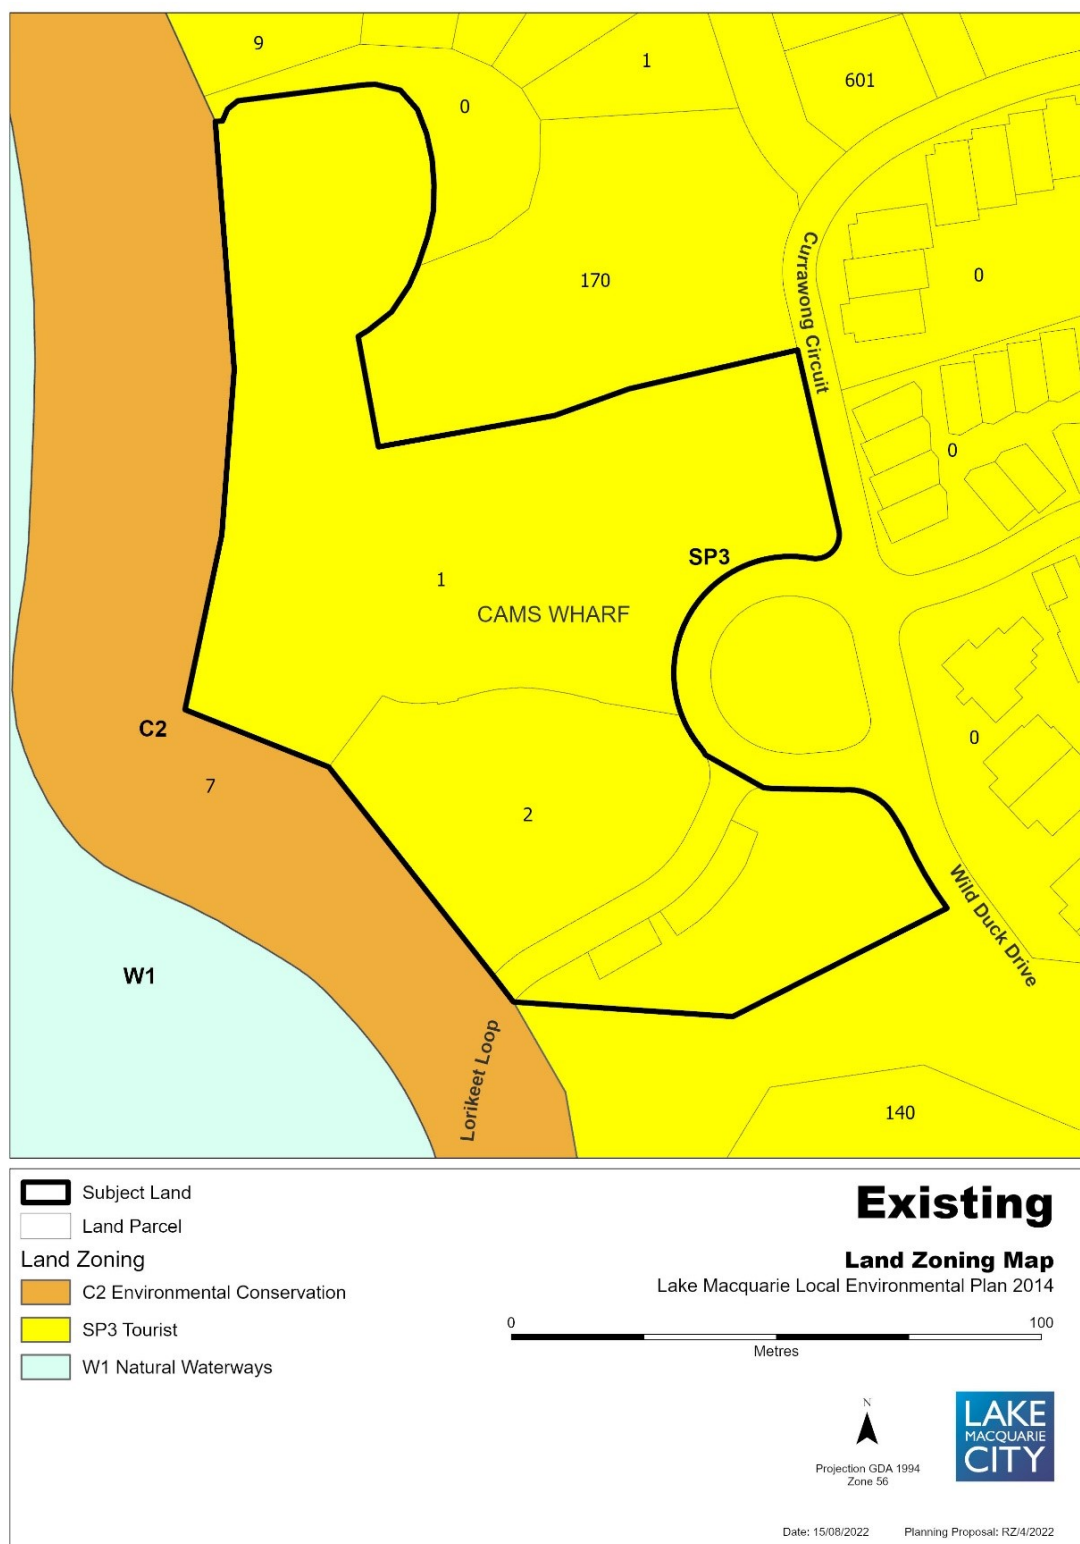 9
1
601
0
170
0
Currawong Circuit
0
SP3
1
CAMS WHARF
C2
0
7
2
Wild Duck Drive
W1
Lorikeet Loop
140
Subject Land
Land Parcel
Land Zoning
C2 Environmental Conservation
SP3 Tourist
W1 Natural Waterways
Existing
Land Zoning Map
Lake Macquarie Local Environmental Plan 2014
0 100
Metres
N
Projection GDA 1994
Zone 56
LAKE
MACQUARIE
CITY
Date: 15/08/2022 Planning Proposal: RZ/4/2022